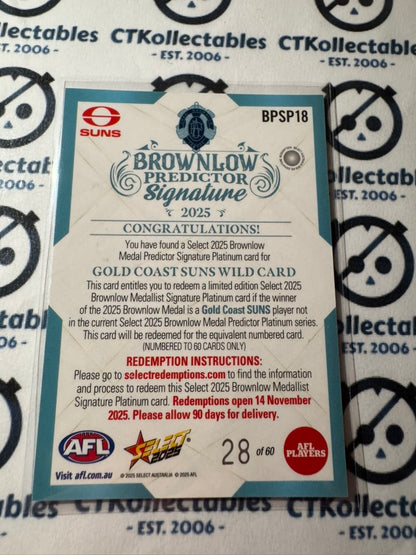 CTKollectables
- EST. 2006 -
CTKollectables
- EST. 2006 -
SUNS
BPSP18
BROWNLOW
PREDICTOR
Signature
2025
CONGRATULATIONS!
You have found a Select 2025 Brownlow
Medal Predictor Signature Platinum card for
GOLD COAST SUNS WILD CARD
This card entitles you to redeem a limited edition Select 2025
Brownlow Medallist Signature Platinum card if the winner
of the 2025 Brownlow Medal is a Gold Coast SUNS player not
in the current Select 2025 Brownlow Medal Predictor Platinum series.
This card will be redeemed for the equivalent numbered card.
(NUMBERED TO 60 CARDS ONLY)
REDEMPTION INSTRUCTIONS:
Please go to selectredemptions.com to find the information
and process to redeem this Select 2025 Brownlow Medallist
Signature Platinum card. Redemptions open 14 November
2025. Please allow 90 days for delivery.
AFL
Visit afl.com.au
SELECT
2025
© 2025 SELECT AUSTRALIA © 2025 AFL
28 of 60
AFL
PLAYERS
CTKollectables
- EST. 2006 -